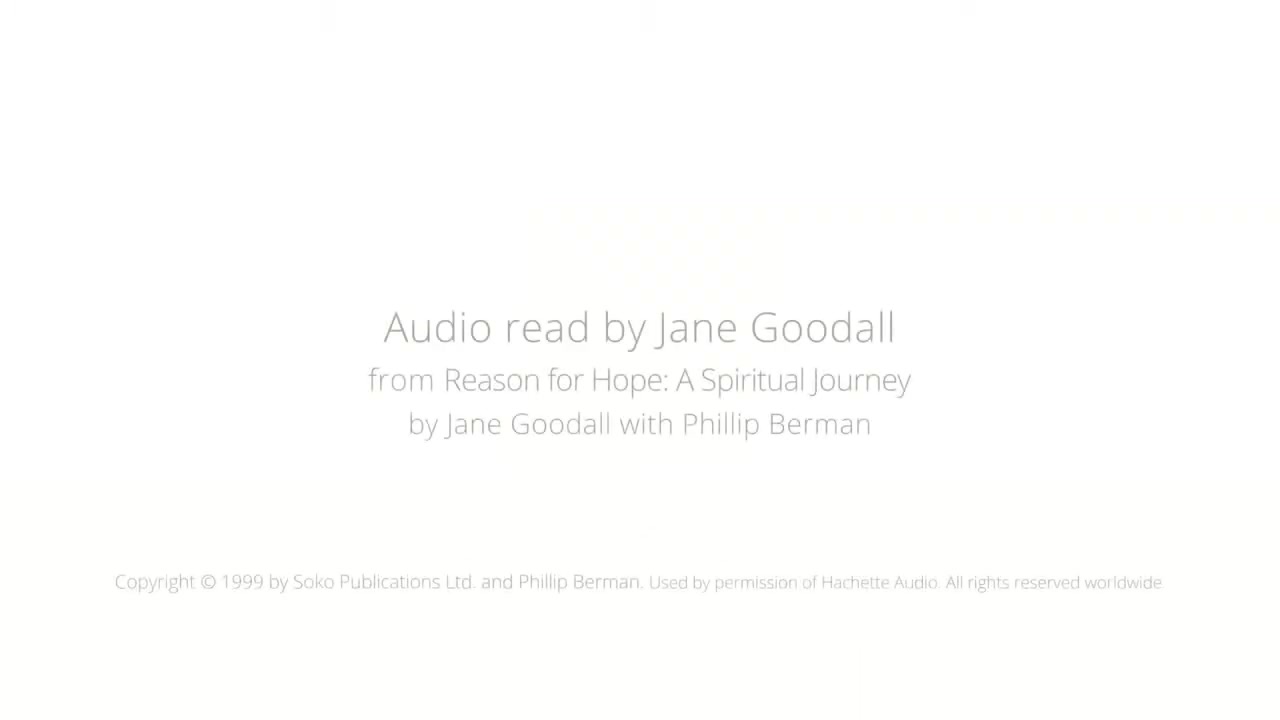 Audio read by Jane Goodall
from Reason for Hope: A Spiritual Journey
by Jane Goodall with Phillip Berman
Copyright © 1999 by Soko Publications Ltd. and Phillip Berman. Used by permission of Hachette Audio. All rights reserved worldwide.